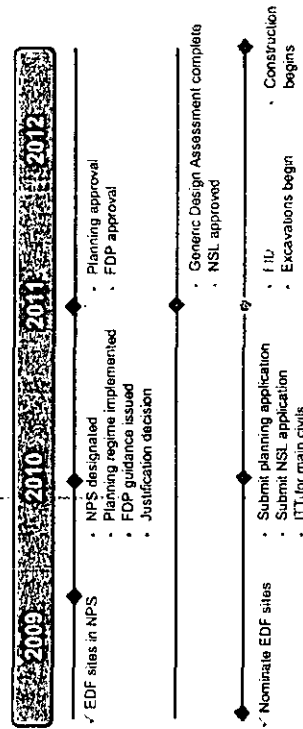 2009 2010 2011 2012
✓ EDF sites in NPS
• NPS designated
• Planning regime implemented
• FDP guidance issued
• Justification decision
• Planning approval
• FDP approval
• Generic Design Assessment complete
• NSL approved
✓ Nominate EDF sites
• Submit planning application
• Submit NSL application
• ITT for main civils
• FID
• Excavations begin
• Construction
begins